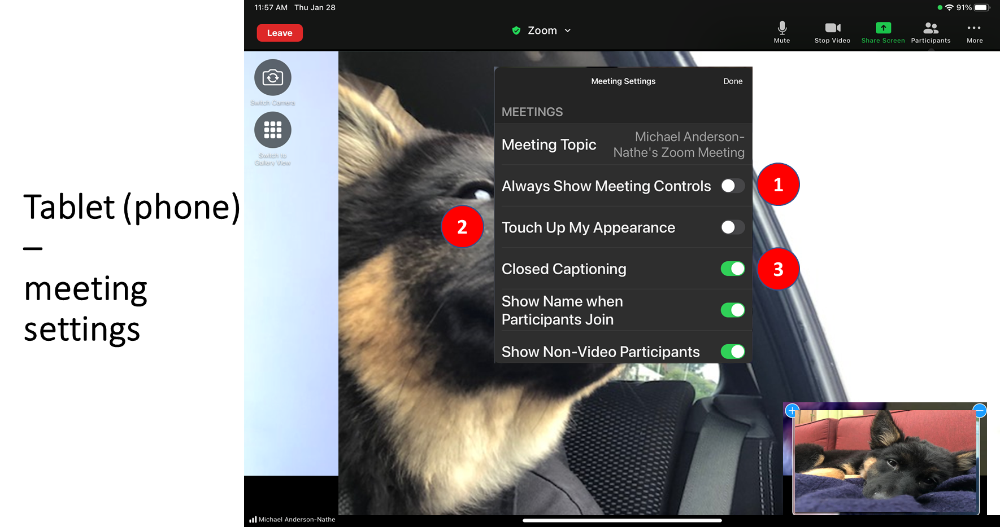 11:57 AM Thu Jan 28
91%
Leave
Zoom
Mute
Stop Video
Share Screen
Participants
More
Switch Camera
Switch to
Gallery View
Tablet (phone)
–
meeting
settings
Meeting Settings
Done
MEETINGS
Meeting Topic
Michael Anderson-
Nathe's Zoom Meeting
Always Show Meeting Controls
1
2
Touch Up My Appearance
Closed Captioning
3
Show Name when
Participants Join
Show Non-Video Participants
Michael Anderson-Nathe